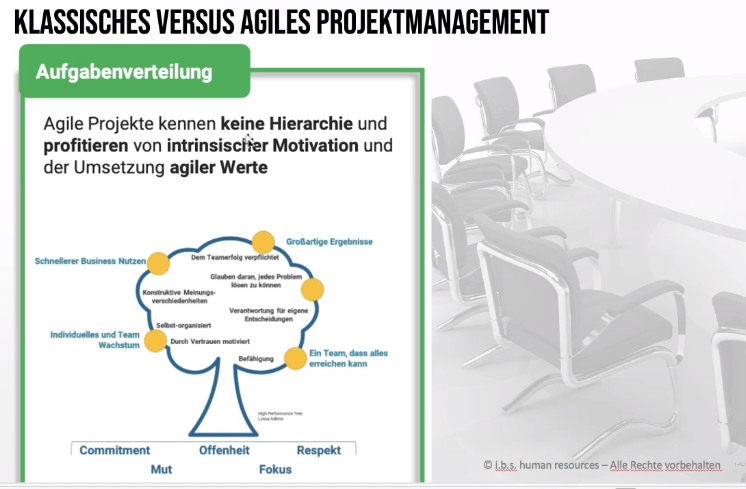 KLASSISCHES VERSUS AGILES PROJEKTMANAGEMENT
Aufgabenverteilung
Agile Projekte kennen keine Hierarchie und
profitieren von intrinsischer Motivation und
der Umsetzung agiler Werte
Großartige Ergebnisse
Schnellerer Business Nutzen
Dem Teamerfolg verpflichtet
Glauben daran, jedes Problem
lösen zu können
Konstruktive Meinungs-
verschiedenheiten
Verantwortung für eigene
Entscheidungen
Selbst-organisiert
Individuelles und Team
Wachstum
Durch Vertrauen motiviert
Befähigung
Ein Team, dass alles
erreichen kann
High Performance Tree
Lyssa Adkins
Commitment Offenheit Respekt
Mut Fokus
© i.b.s. human resources – Alle Rechte vorbehalten